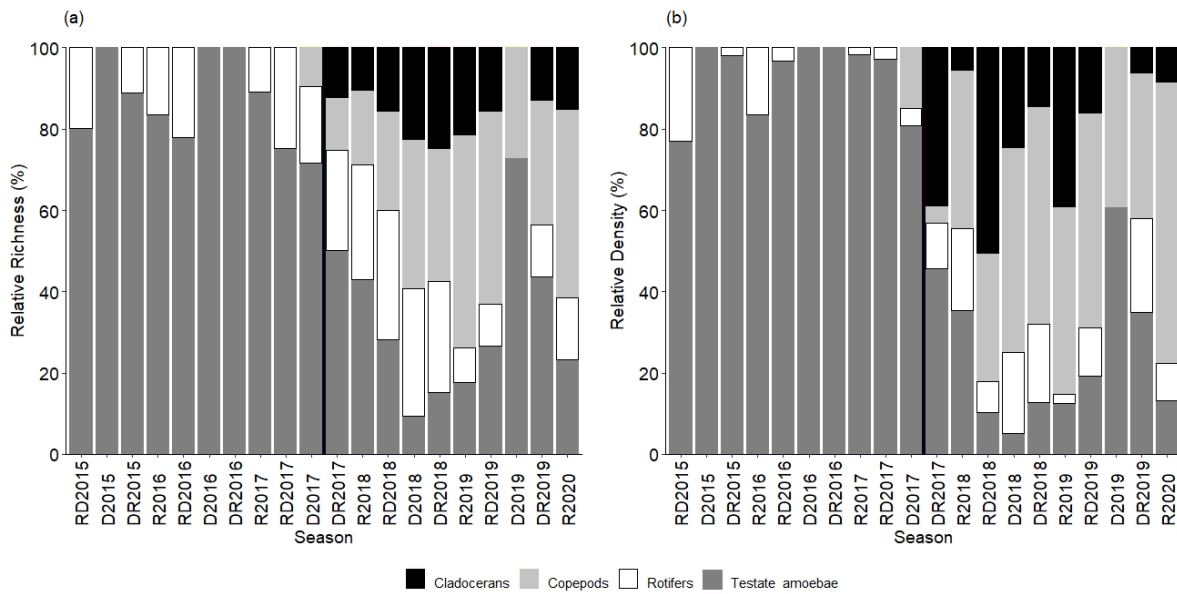 (a)
Relative Richness (%)
100
80
60
40
20
0
RD2015
D2015
DR2015
R2016
RD2016
D2016
DR2016
R2017
RD2017
D2017
DR2017
R2018
RD2018
D2018
DR2018
R2019
RD2019
D2019
DR2019
R2020
Season
(b)
Relative Density (%)
100
80
60
40
20
0
RD2015
D2015
DR2015
R2016
RD2016
D2016
DR2016
R2017
RD2017
D2017
DR2017
R2018
RD2018
D2018
DR2018
R2019
RD2019
D2019
DR2019
R2020
Season
Cladocerans Copepods Rotifers Testate amoebae